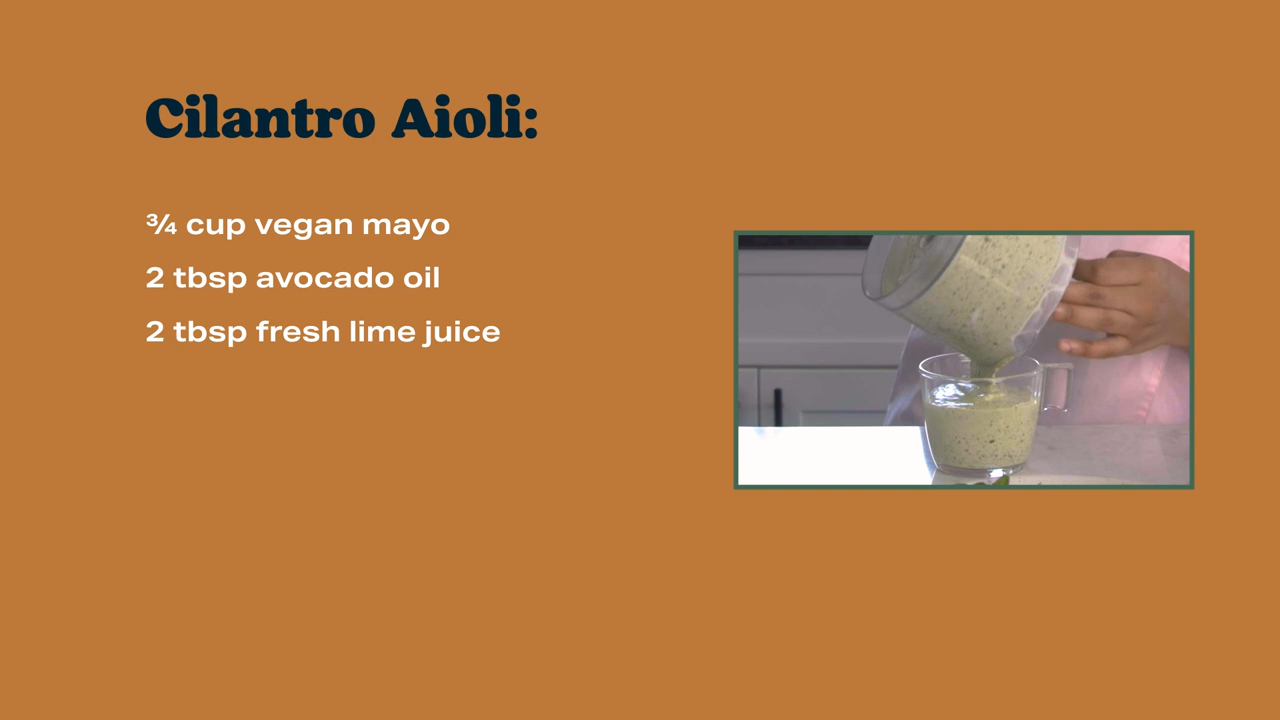 Cilantro Aioli:
¾ cup vegan mayo
2 tbsp avocado oil
2 tbsp fresh lime juice